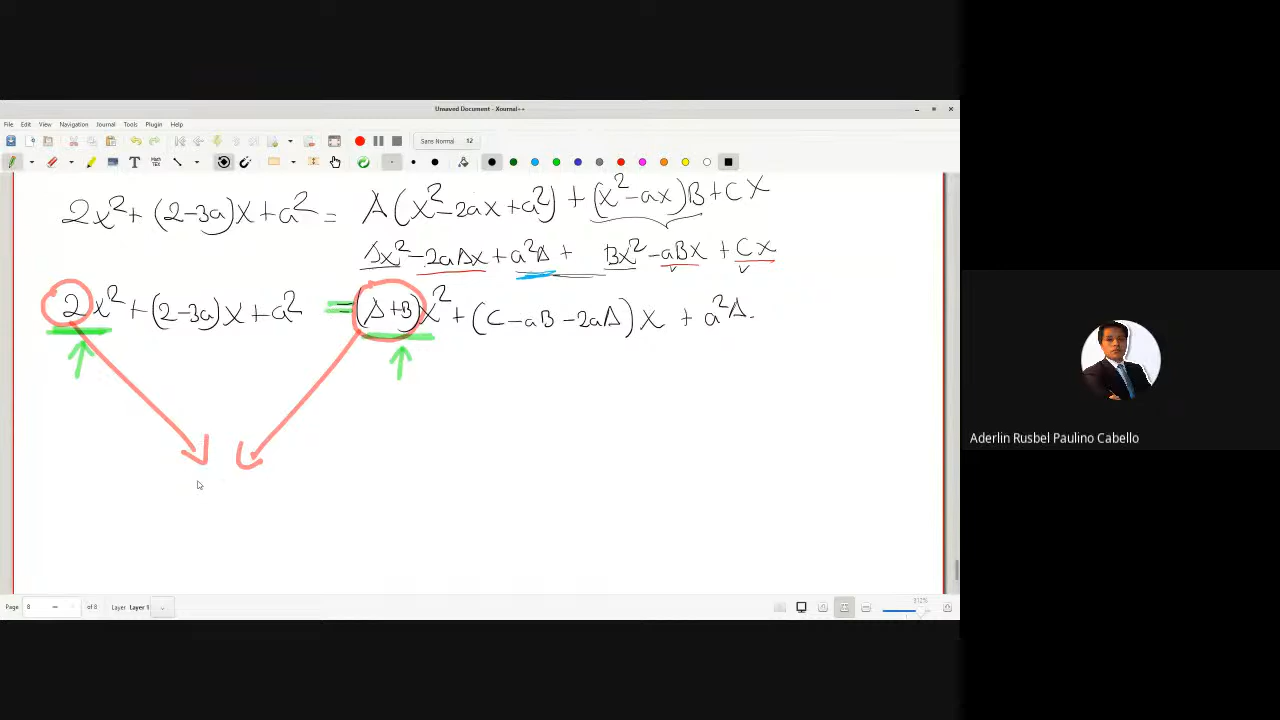 Unsaved Document - Xournal++
File Edit View Navigation Journal Tools Plugin Help
Sans Normal 12
2x² + (2-3a)x + a² = A(x² - 2ax + a²) + (x² - ax)B + Cx
Ax² - 2aAx + a²A + Bx² - aBx + Cx
2x² + (2-3a)x + a² = (A+B)x² + (C - aB - 2aA)x + a²A.
Aderlin Rusbel Paulino Cabello
Page 8 of 8 Layer Layer 1